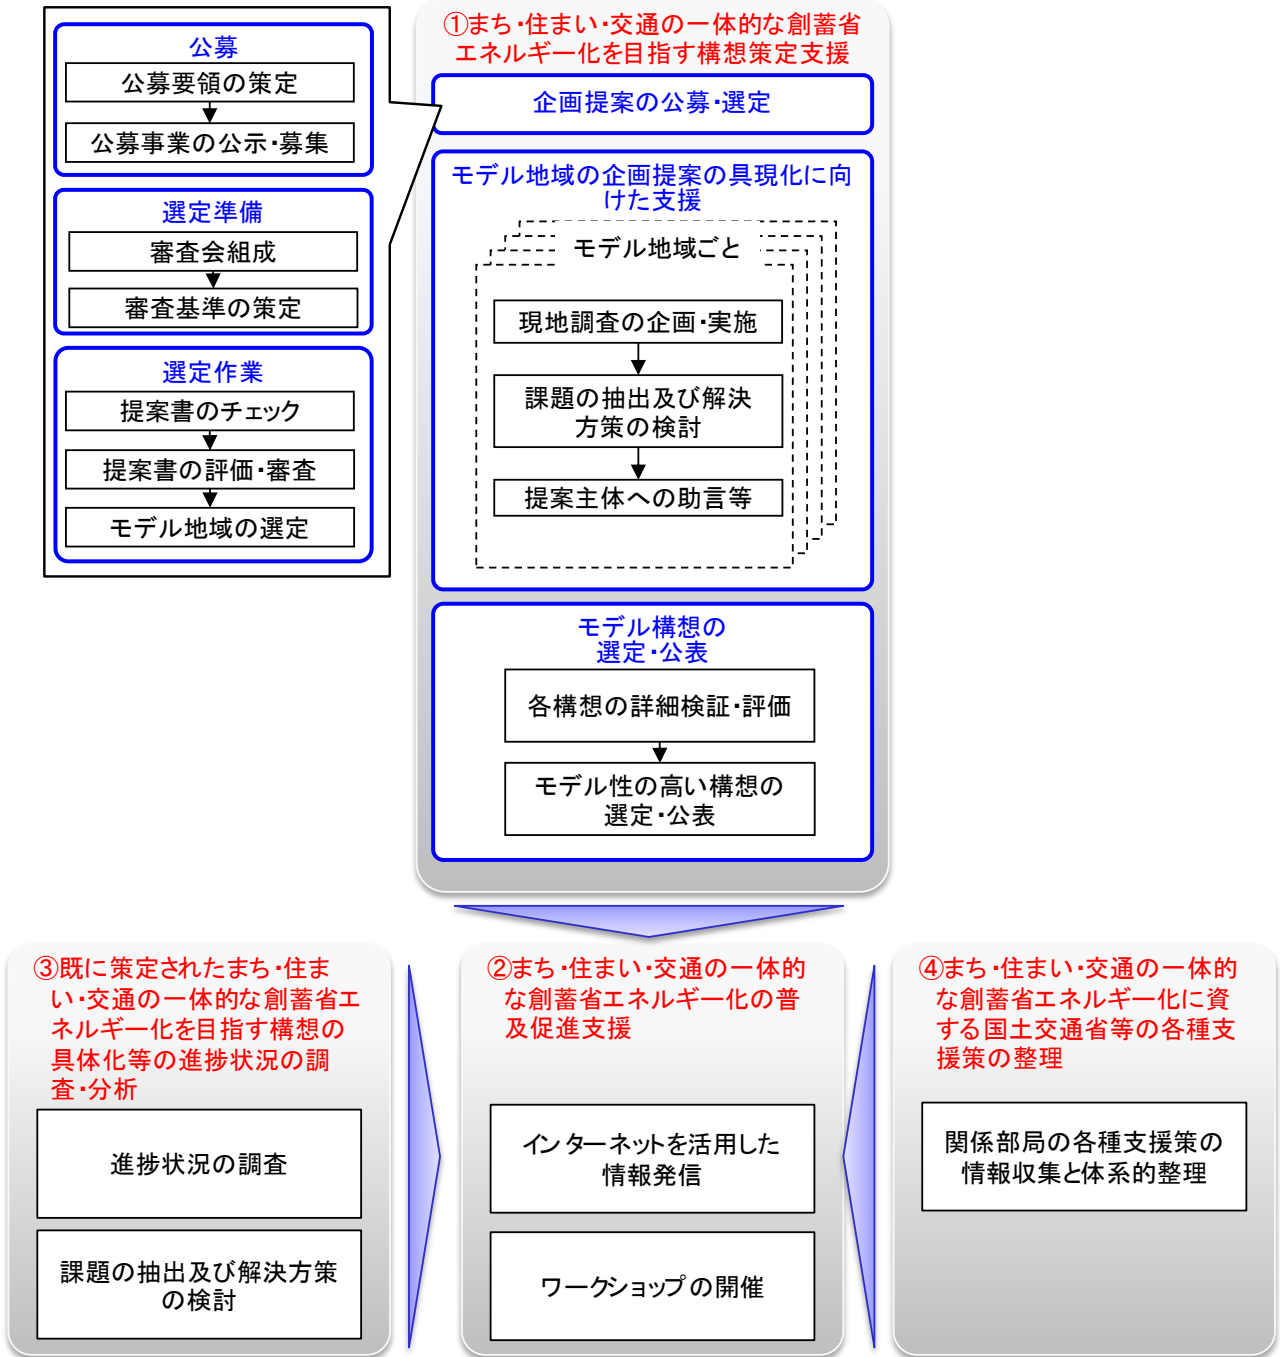 公募
公募要領の策定
公募事業の公示・募集
選定準備
審査会組成
審査基準の策定
選定作業
提案書のチェック
提案書の評価・審査
モデル地域の選定
①まち・住まい・交通の一体的な創蓄省
エネルギー化を目指す構想策定支援
企画提案の公募・選定
モデル地域の企画提案の具現化に向
けた支援
モデル地域ごと
現地調査の企画・実施
課題の抽出及び解決
方策の検討
提案主体への助言等
モデル構想の
選定・公表
各構想の詳細検証・評価
モデル性の高い構想の
選定・公表
③既に策定されたまち・住ま
い・交通の一体的な創蓄省エ
ネルギー化を目指す構想の
具体化等の進捗状況の調
査・分析
進捗状況の調査
課題の抽出及び解決方策
の検討
②まち・住まい・交通の一体的
な創蓄省エネルギー化の普
及促進支援
インターネットを活用した
情報発信
ワークショップの開催
④まち・住まい・交通の一体的
な創蓄省エネルギー化に資
する国土交通省等の各種支
援策の整理
関係部局の各種支援策の
情報収集と体系的整理